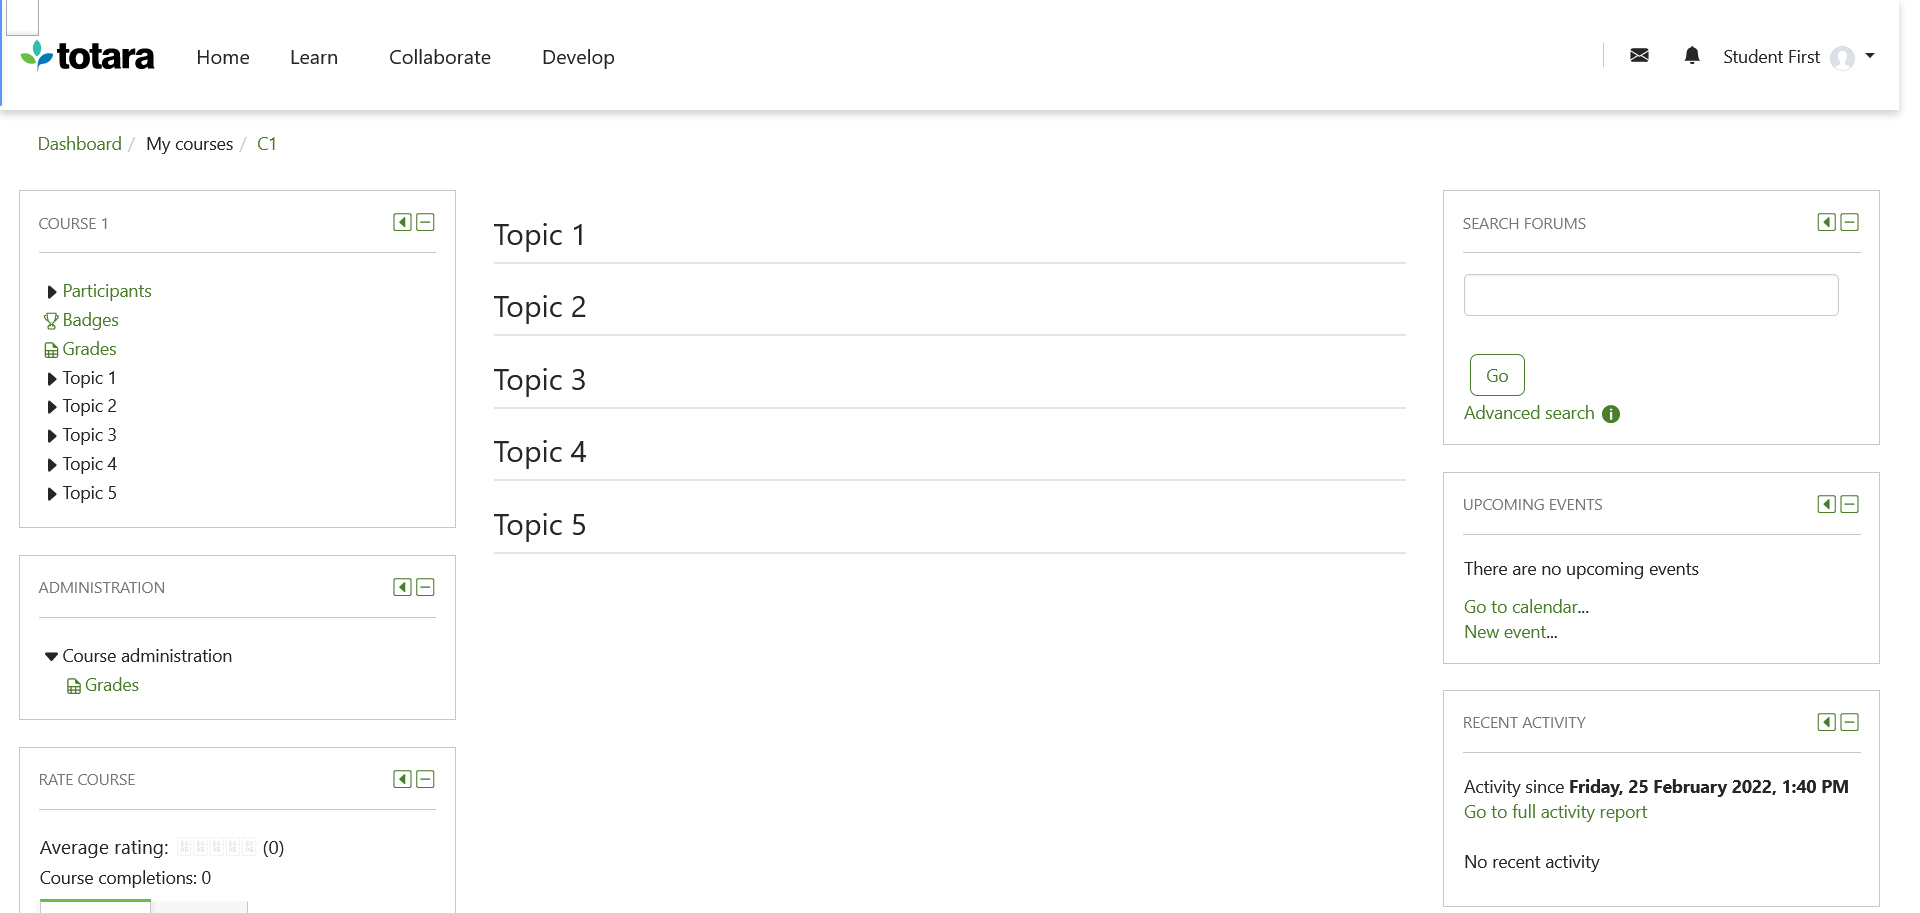 totara
Home Learn Collaborate Develop
Student First
Dashboard / My courses / C1
COURSE 1
Participants
Badges
Grades
Topic 1
Topic 2
Topic 3
Topic 4
Topic 5
ADMINISTRATION
Course administration
Grades
RATE COURSE
Average rating: (0)
Course completions: 0
Topic 1
Topic 2
Topic 3
Topic 4
Topic 5
SEARCH FORUMS
Go
Advanced search
UPCOMING EVENTS
There are no upcoming events
Go to calendar...
New event...
RECENT ACTIVITY
Activity since Friday, 25 February 2022, 1:40 PM
Go to full activity report
No recent activity